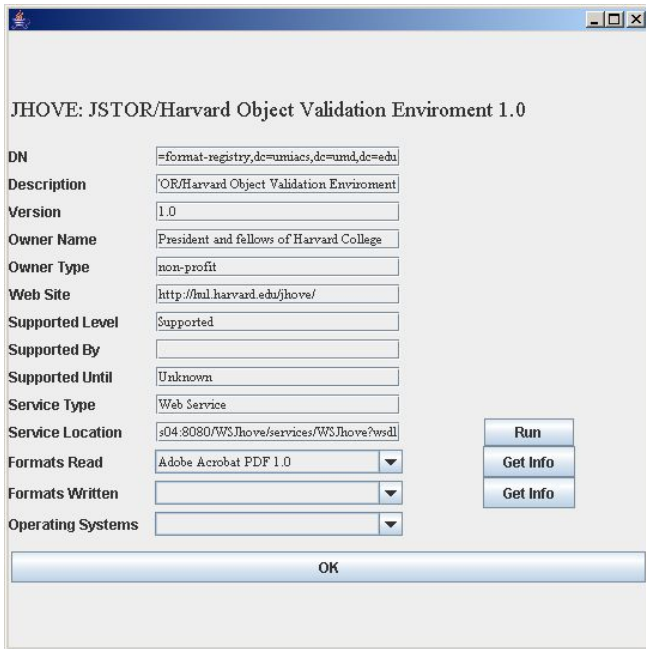 JHOVE: JSTOR/Harvard Object Validation Enviroment 1.0
DN =format-registry,dc=umiacs,dc=umd,dc=edu
Description 'OR/Harvard Object Validation Enviroment
Version 1.0
Owner Name President and fellows of Harvard College
Owner Type non-profit
Web Site http://hul.harvard.edu/jhove/
Supported Level Supported
Supported By
Supported Until Unknown
Service Type Web Service
Service Location s04:8080/WSJhove/services/WSJhove?wsdl Run
Formats Read Adobe Acrobat PDF 1.0 Get Info
Formats Written Get Info
Operating Systems
OK